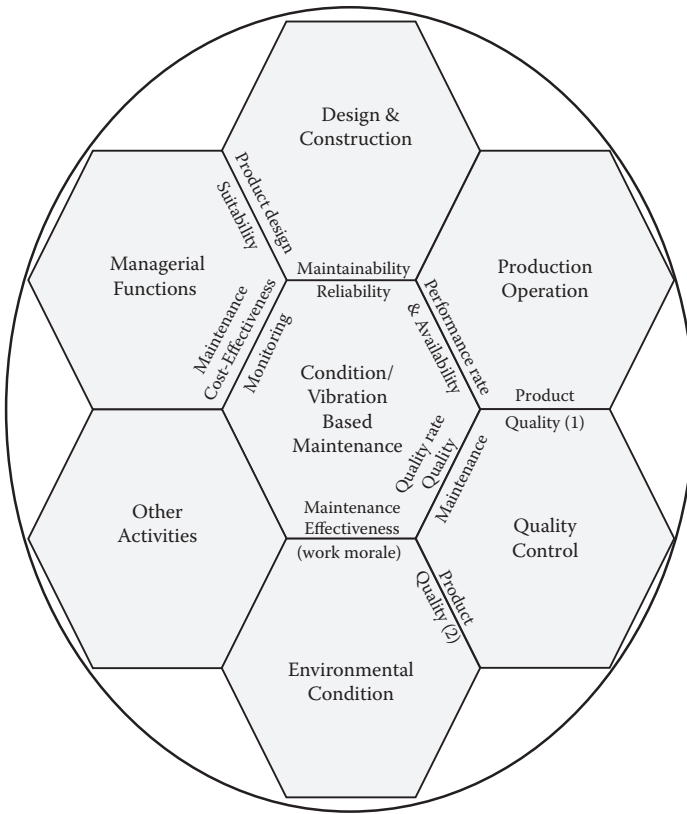 Design &
Construction
Product design
Suitability
Managerial
Functions
Maintainability
Reliability
Production
Operation
Performance rate
& Availability
Maintenance
Cost-Effectiveness
Monitoring
Condition/
Vibration
Based
Maintenance
Product
Quality (1)
Quality rate
Quality
Maintenance
Other
Activities
Maintenance
Effectiveness
(work morale)
Quality
Control
Product
Quality (2)
Environmental
Condition